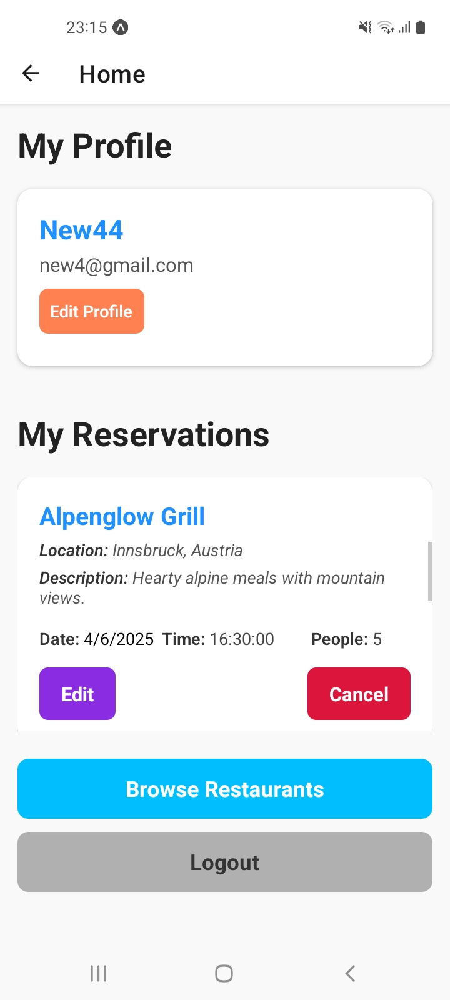 23:15
Home
My Profile
New44
new4@gmail.com
Edit Profile
My Reservations
Alpenglow Grill
Location: Innsbruck, Austria
Description: Hearty alpine meals with mountain
views.
Date: 4/6/2025 Time: 16:30:00 People: 5
Edit Cancel
Browse Restaurants
Logout